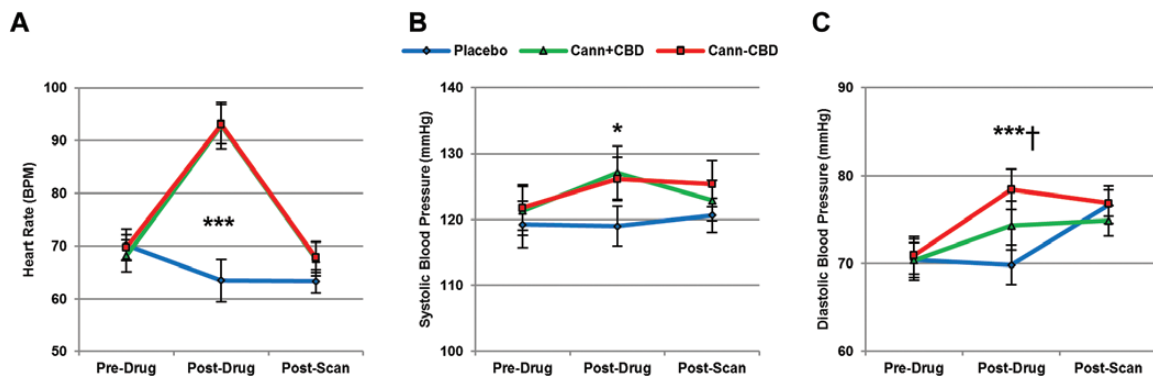 A
B
C
Placebo
Cann+CBD
Cann-CBD
Heart Rate (BPM)
100
90
80
70
60
50
***
Pre-Drug
Post-Drug
Post-Scan
Systolic Blood Pressure (mmHg)
140
130
120
110
100
*
Pre-Drug
Post-Drug
Post-Scan
Diastolic Blood Pressure (mmHg)
90
80
70
60
***†
Pre-Drug
Post-Drug
Post-Scan